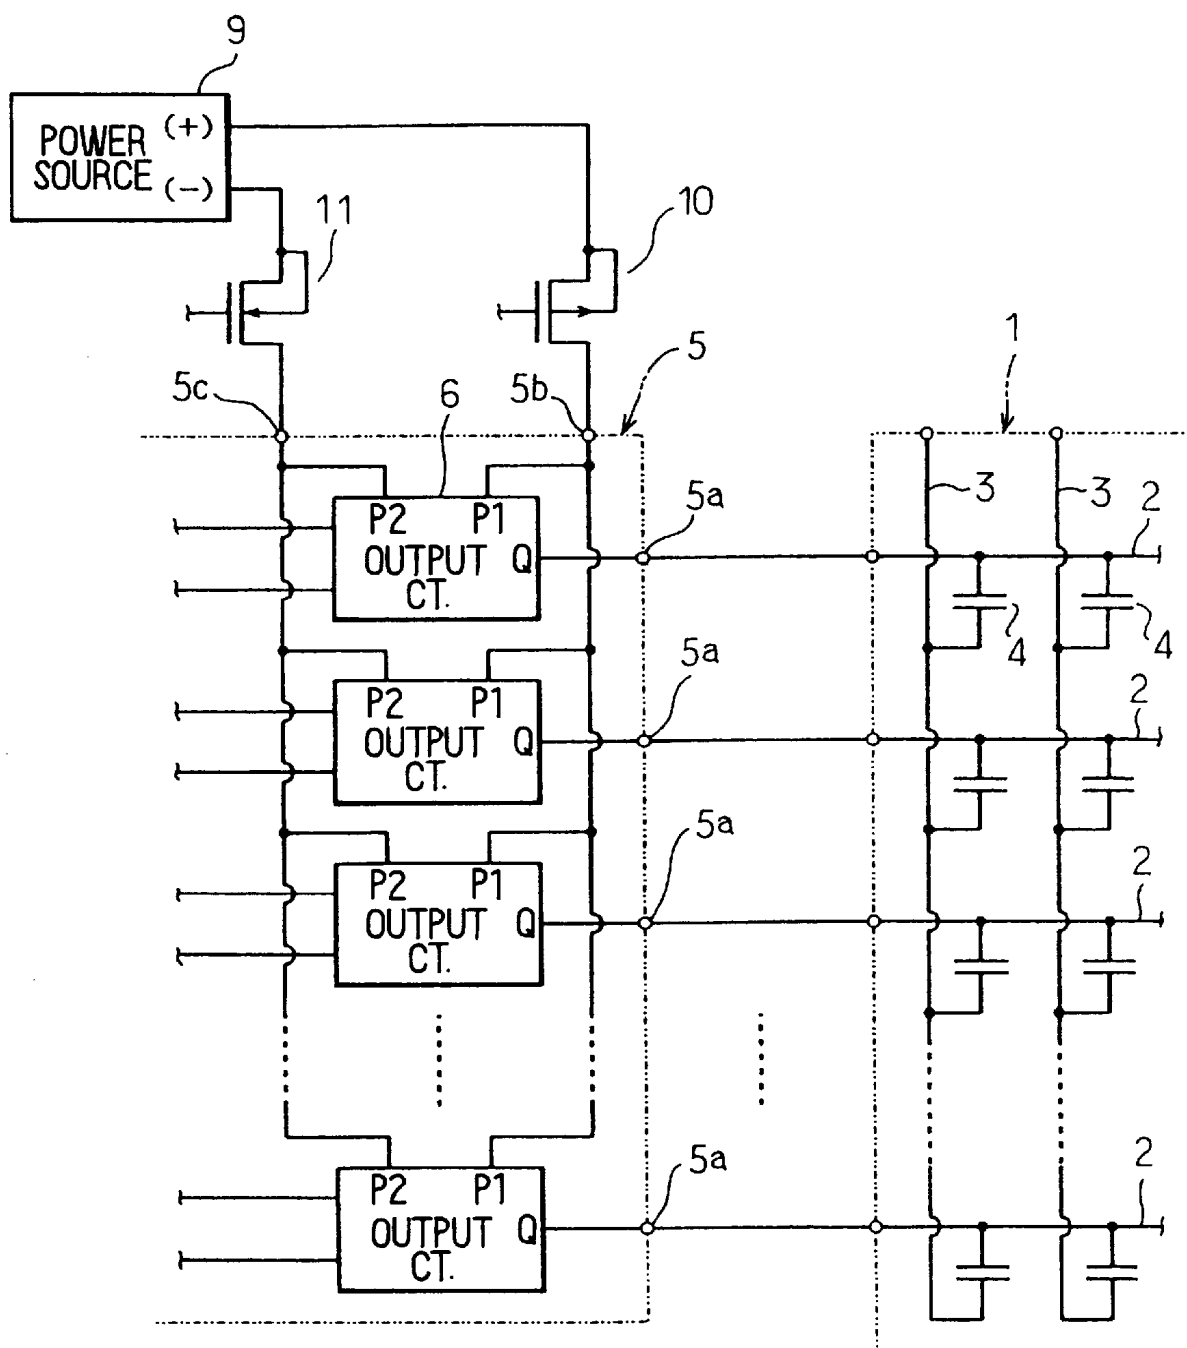 9
POWER (+)
SOURCE (-)
11
10
5c
6
5b
5
1
P2 P1
OUTPUT Q
CT.
5a
3
3
2
4
4
P2 P1
OUTPUT Q
CT.
5a
2
P2 P1
OUTPUT Q
CT.
5a
2
P2 P1
OUTPUT Q
CT.
5a
2